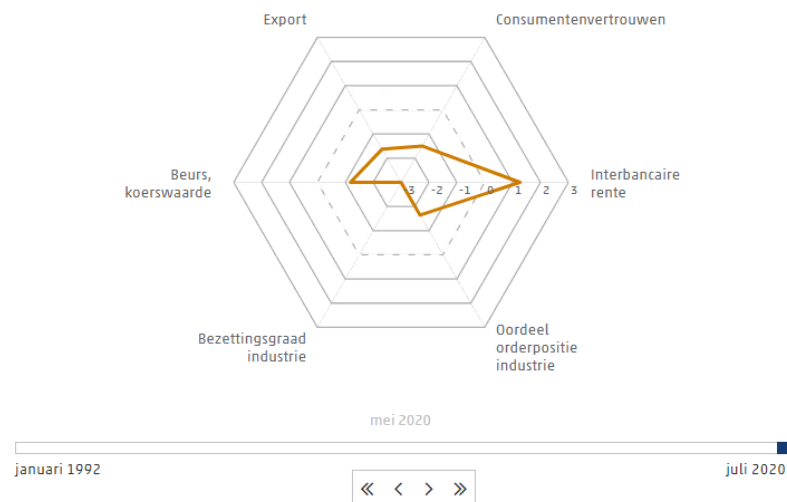 Export
Consumentenvertrouwen
Beurs,
koerswaarde
-3 -2 -1 0 1 2 3
Interbancaire
rente
Bezettingsgraad
industrie
Oordeel
orderpositie
industrie
mei 2020
januari 1992
juli 2020